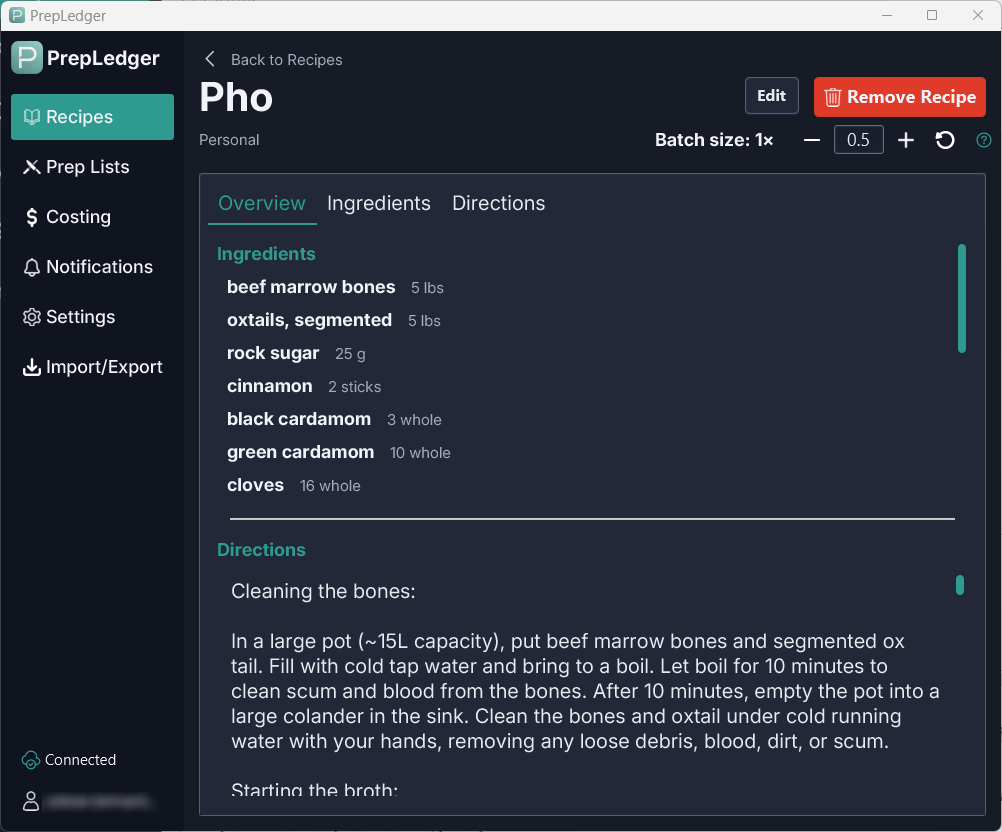 PrepLedger
PrepLedger
Recipes
Prep Lists
Costing
Notifications
Settings
Import/Export
Connected
Back to Recipes
Pho
Edit
Remove Recipe
Personal
Batch size: 1×
0.5
Overview
Ingredients
Directions
Ingredients
beef marrow bones 5 lbs
oxtails, segmented 5 lbs
rock sugar 25 g
cinnamon 2 sticks
black cardamom 3 whole
green cardamom 10 whole
cloves 16 whole
Directions
Cleaning the bones:
In a large pot (~15L capacity), put beef marrow bones and segmented ox
tail. Fill with cold tap water and bring to a boil. Let boil for 10 minutes to
clean scum and blood from the bones. After 10 minutes, empty the pot into a
large colander in the sink. Clean the bones and oxtail under cold running
water with your hands, removing any loose debris, blood, dirt, or scum.
Starting the broth: